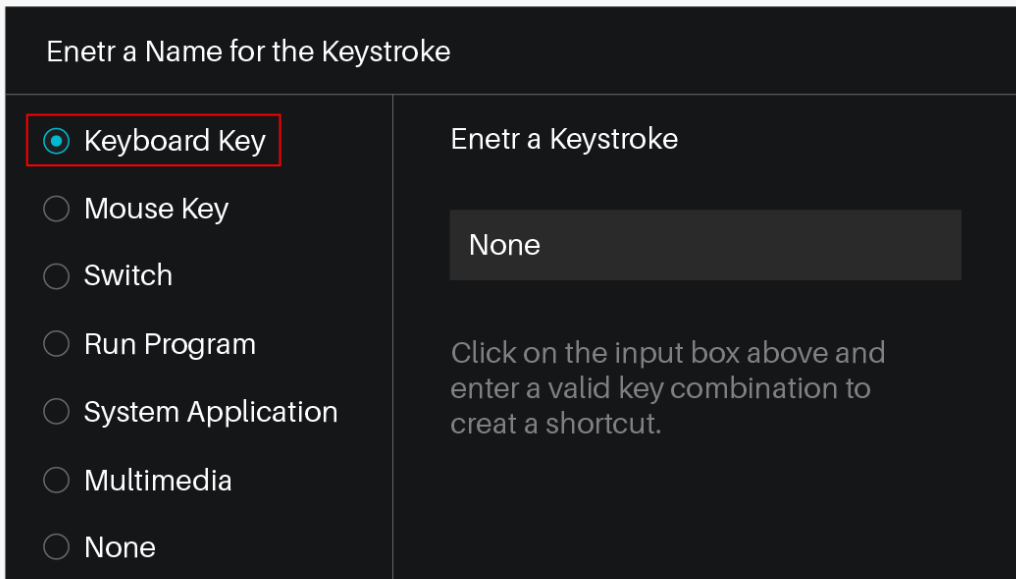 Enetr a Name for the Keystroke
Keyboard Key
Mouse Key
Switch
Run Program
System Application
Multimedia
None
Enetr a Keystroke
None
Click on the input box above and
enter a valid key combination to
creat a shortcut.